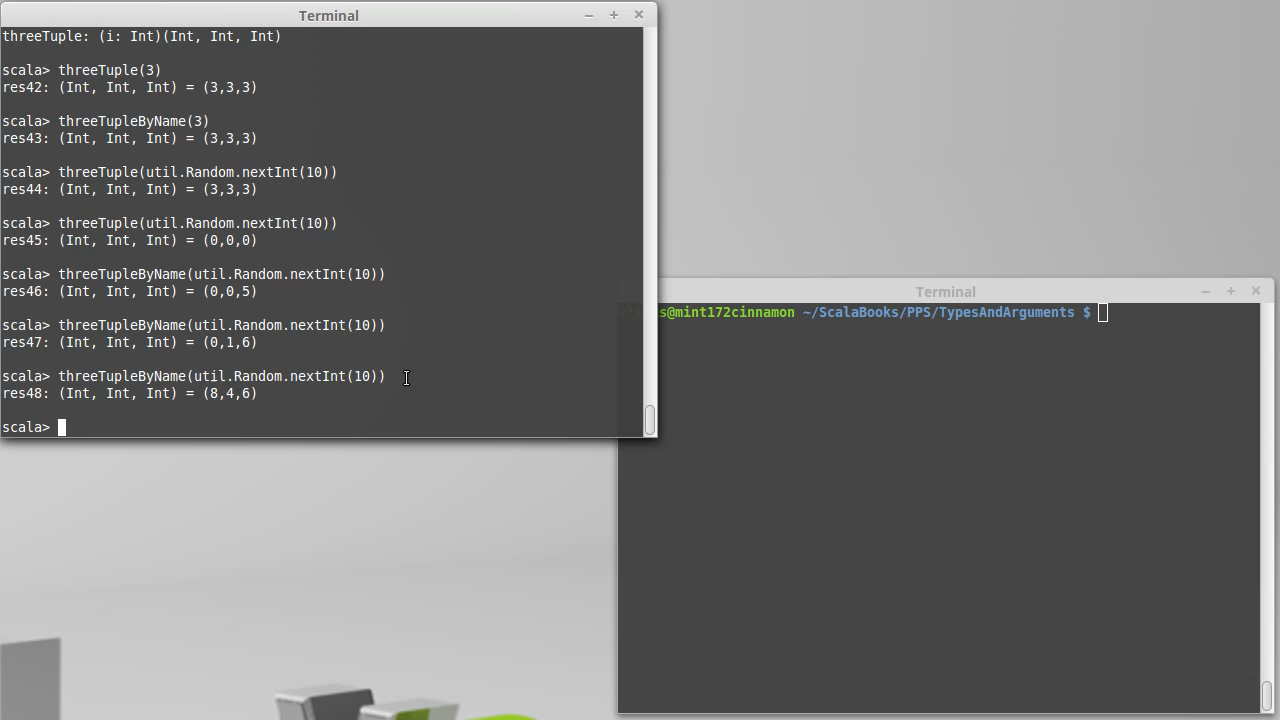 Terminal
threeTuple: (i: Int)(Int, Int, Int)
scala> threeTuple(3)
res42: (Int, Int, Int) = (3,3,3)
scala> threeTupleByName(3)
res43: (Int, Int, Int) = (3,3,3)
scala> threeTuple(util.Random.nextInt(10))
res44: (Int, Int, Int) = (3,3,3)
scala> threeTuple(util.Random.nextInt(10))
res45: (Int, Int, Int) = (0,0,0)
scala> threeTupleByName(util.Random.nextInt(10))
res46: (Int, Int, Int) = (0,0,5)
scala> threeTupleByName(util.Random.nextInt(10))
res47: (Int, Int, Int) = (0,1,6)
scala> threeTupleByName(util.Random.nextInt(10))
res48: (Int, Int, Int) = (8,4,6)
scala>
Terminal
s@mint172cinnamon ~/ScalaBooks/PPS/TypesAndArguments $